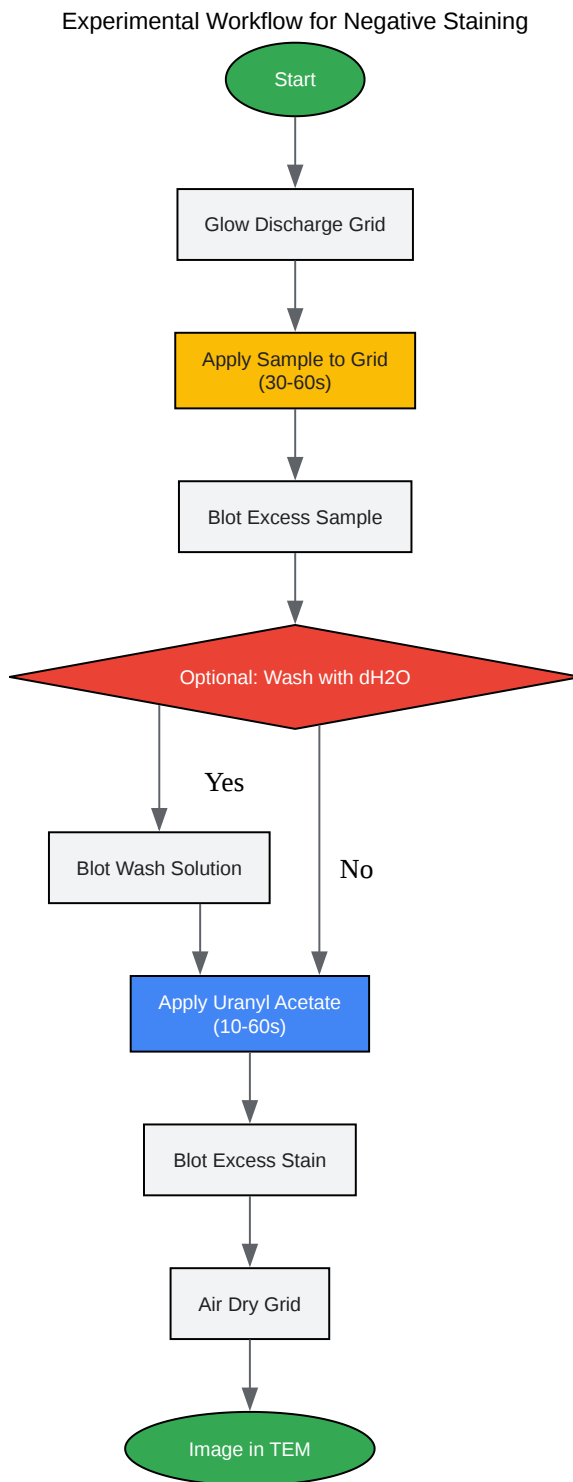 Experimental Workflow for Negative Staining
Start
Glow Discharge Grid
Apply Sample to Grid
(30-60s)
Blot Excess Sample
Optional: Wash with dH2O
Yes
Blot Wash Solution
No
Apply Uranyl Acetate
(10-60s)
Blot Excess Stain
Air Dry Grid
Image in TEM